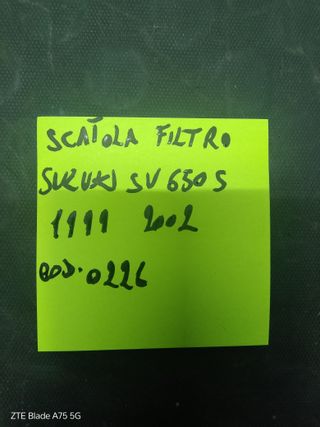 SCATOLA FILTRO
SUZUKI SV 650 S
1999 2002
COD. 0226
ZTE Blade A75 5G